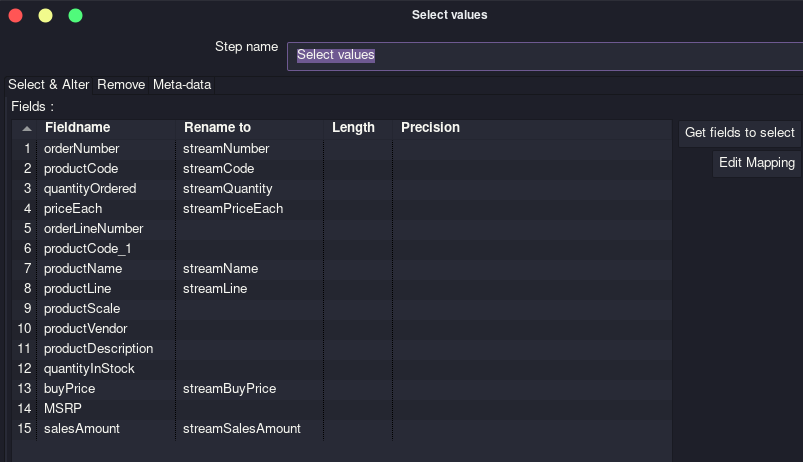 Select values
Step name Select values
Select & Alter Remove Meta-data
Fields :
Fieldname Rename to Length Precision
1 orderNumber streamNumber
2 productCode streamCode
3 quantityOrdered streamQuantity
4 priceEach streamPriceEach
5 orderLineNumber
6 productCode_1
7 productName streamName
8 productLine streamLine
9 productScale
10 productVendor
11 productDescription
12 quantityInStock
13 buyPrice streamBuyPrice
14 MSRP
15 salesAmount streamSalesAmount
Get fields to select
Edit Mapping